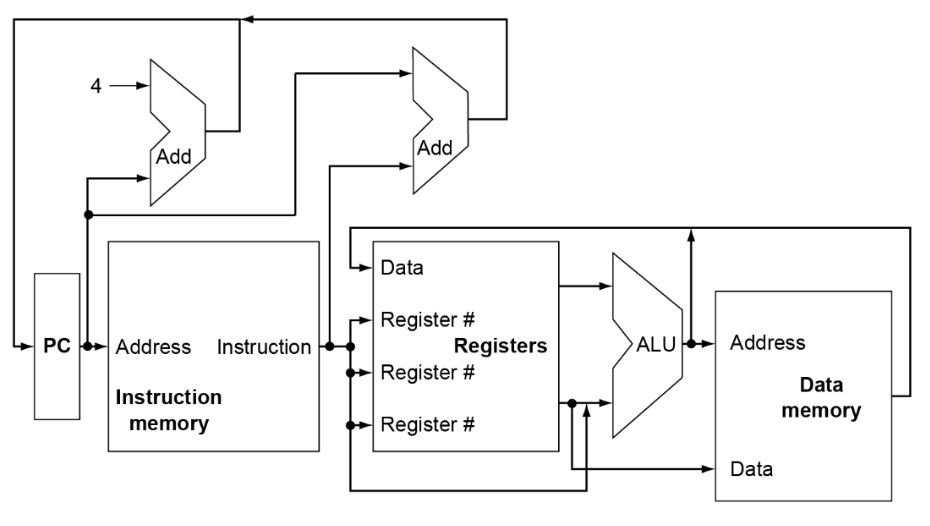 4
Add
Add
Data
Register #
PC
Address
Instruction
Registers
ALU
Address
Register #
Instruction
memory
Data
memory
Register #
Data